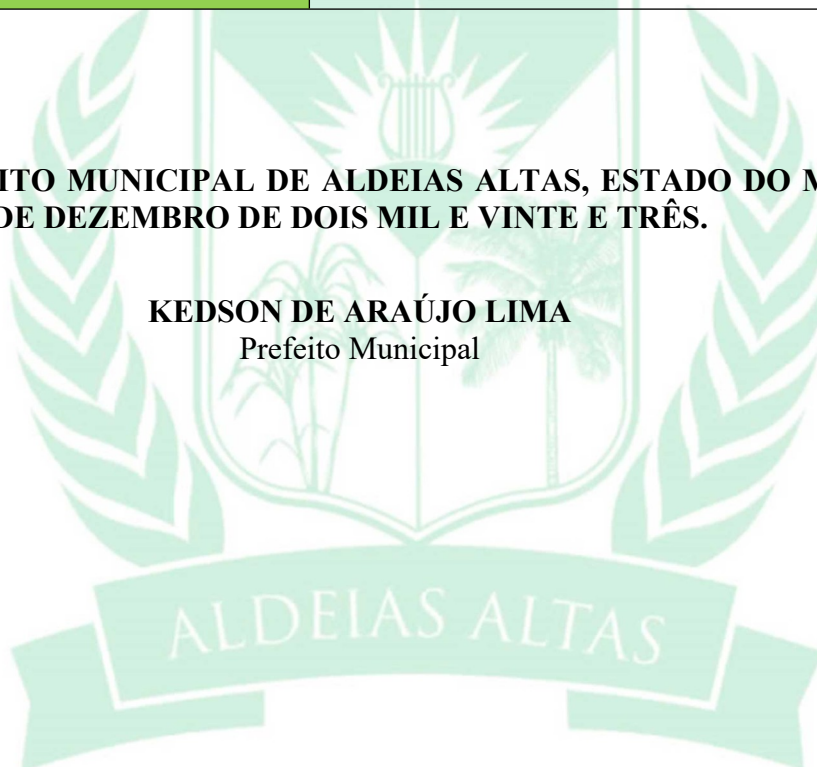 ITO MUNICIPAL DE ALDEIAS ALTAS, ESTADO DO M
DE DEZEMBRO DE DOIS MIL E VINTE E TRÊS.
KEDSON DE ARAÚJO LIMA
Prefeito Municipal
ALDEIAS ALTAS